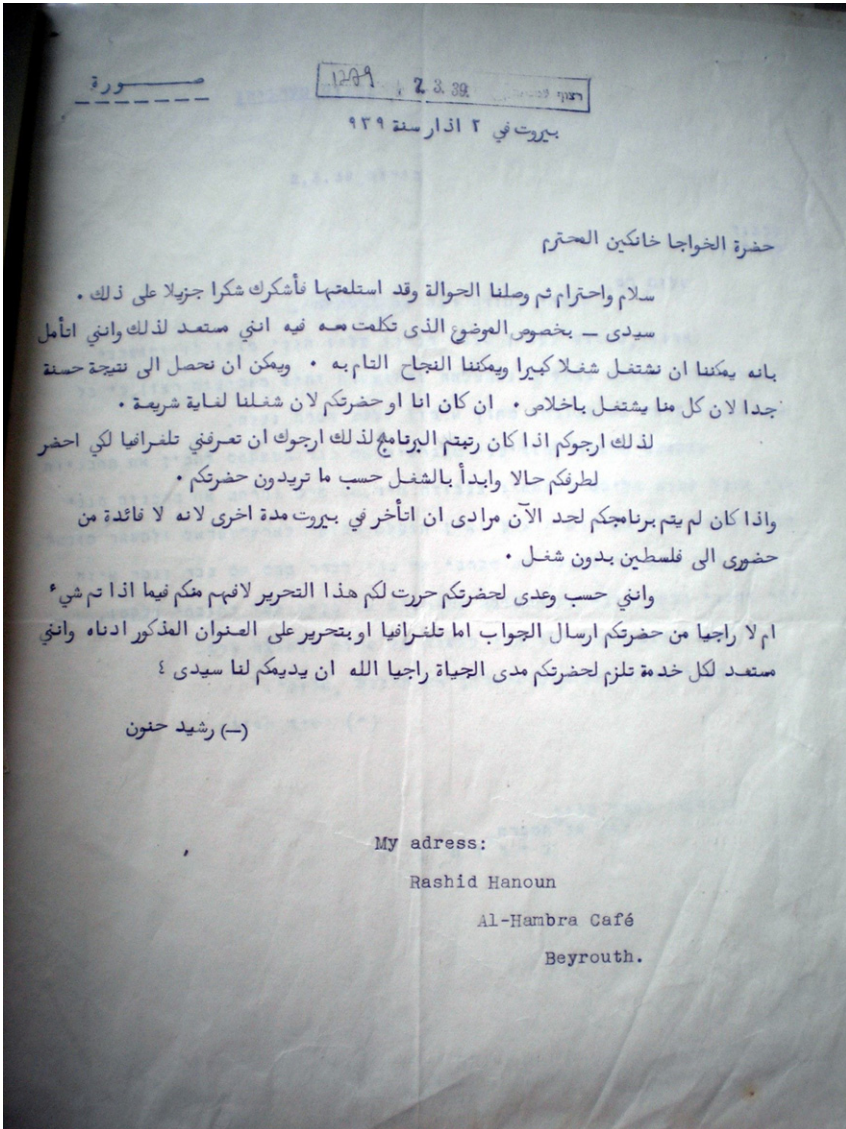 صــورة
1279 2.3.39
بيروت في ٢ اذار سنة ٩٣٩
حضرة الخواجا خانكين المحترم
سلام واحترام ثم وصلنا الحوالة وقد استلمتها فأشكرك شكرا جزيلا على ذلك .
سيدى — بخصوص الموضوع الذى تكلمت معه فيه انني مستعد لذلك وانني اتأمل
بانه يمكننا ان نشتغل شغلا كبيرا ويمكننا النجاح التام به . ويمكن ان نحصل الى نتيجة حسنة
جدا لان كل منا يشتغل باخلاص . ان كان انا او حضرتكم لان شغلنا لغاية شريفة .
لذلك ارجوكم اذا كان رتبتم البرنامج لذلك ارجوك ان تعرفني تلغرافيا لكي احضر
لطرفكم حالا وابدأ بالشغل حسب ما تريدون حضرتكم .
واذا كان لم يتم برنامجكم لحد الآن مرادى ان اتأخر في بيروت مدة اخرى لانه لا فائدة من
حضورى الى فلسطين بدون شغل .
وانني حسب وعدى لحضرتكم حررت لكم هذا التحرير لافهم منكم فيما اذا تم شيء
ام لا راجيا من حضرتكم ارسال الجواب اما تلغرافيا او بتحرير على العنوان المذكور ادناه وانني
مستعد لكل خدمة تلزم لحضرتكم مدى الحياة راجيا الله ان يديمكم لنا سيدى ٤
(—) رشيد حنون
My adress:
Rashid Hanoun
Al-Hambra Café
Beyrouth.